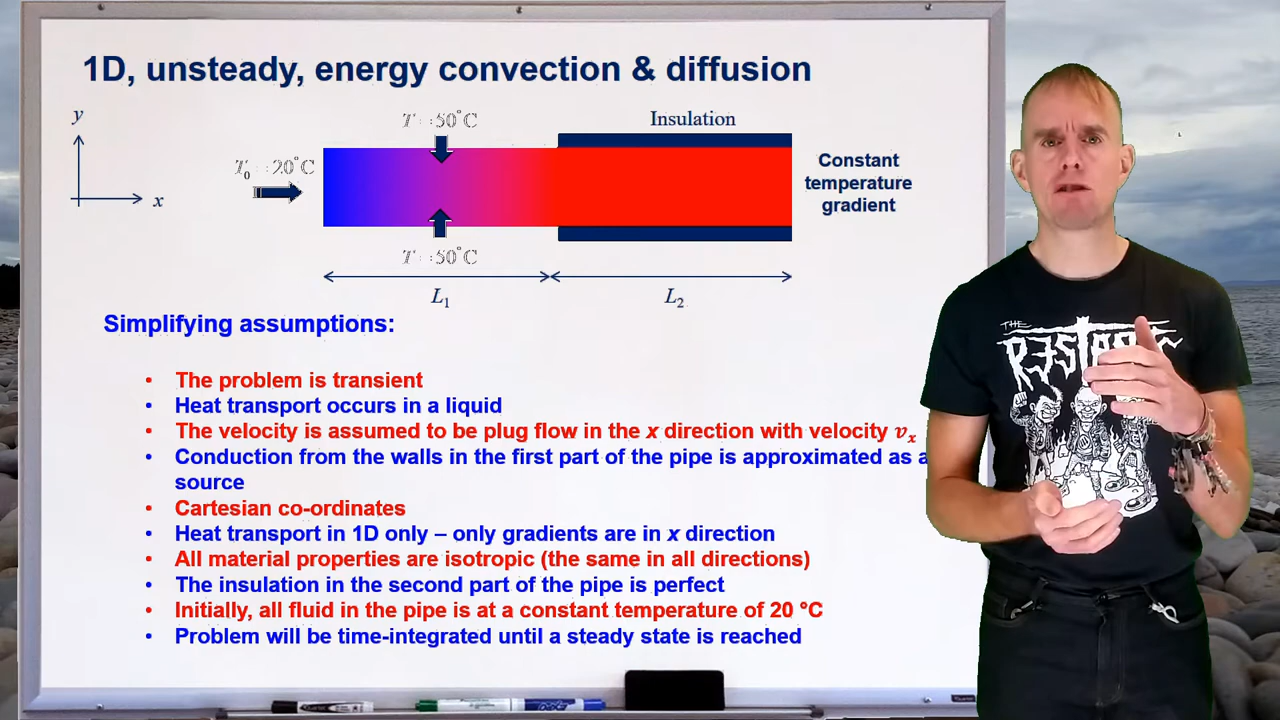 1D, unsteady, energy convection & diffusion
y
T = 50°C
Insulation
T₀ = 20°C
Constant
temperature
gradient
x
T = 50°C
L₁
L₂
Simplifying assumptions:
• The problem is transient
• Heat transport occurs in a liquid
• The velocity is assumed to be plug flow in the x direction with velocity vₓ
• Conduction from the walls in the first part of the pipe is approximated as a
source
• Cartesian co-ordinates
• Heat transport in 1D only – only gradients are in x direction
• All material properties are isotropic (the same in all directions)
• The insulation in the second part of the pipe is perfect
• Initially, all fluid in the pipe is at a constant temperature of 20 °C
• Problem will be time-integrated until a steady state is reached
THE